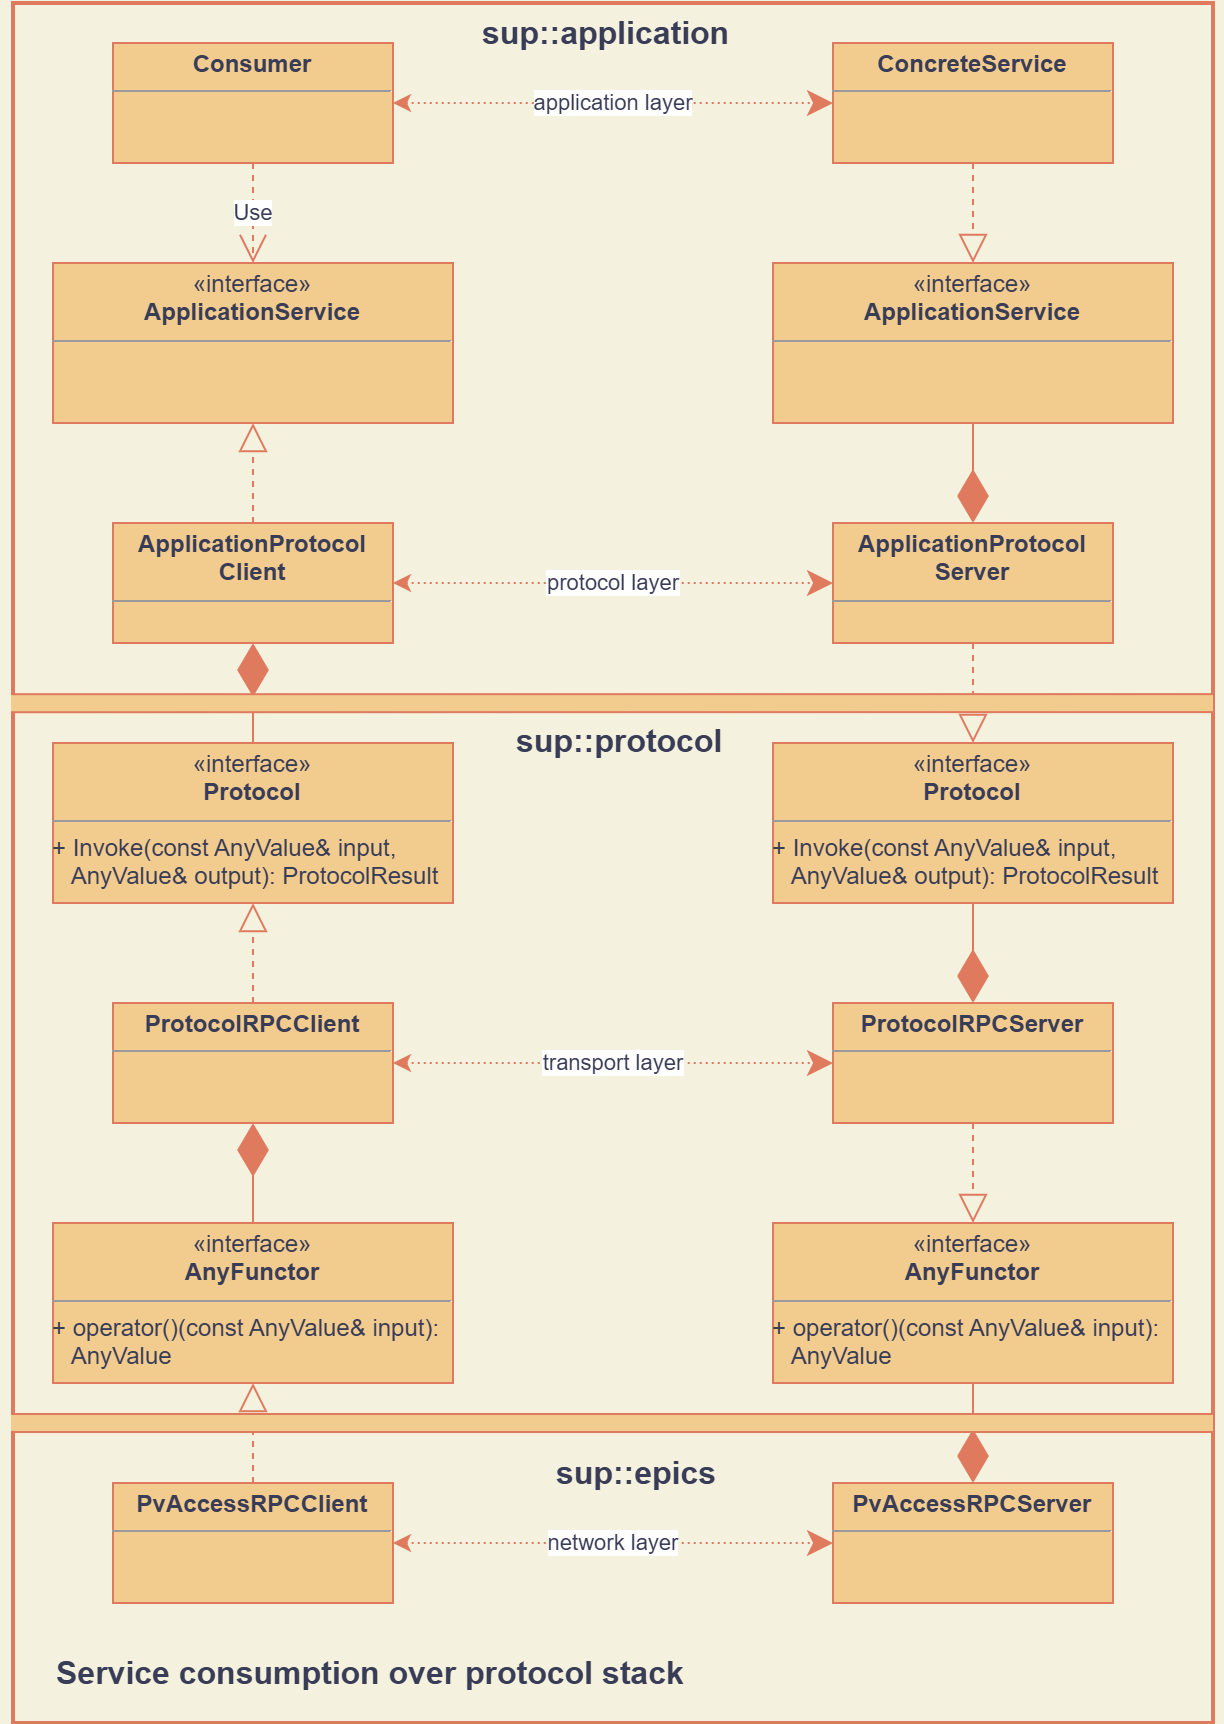 sup::application
Consumer
ConcreteService
application layer
Use
«interface»
ApplicationService
«interface»
ApplicationService
ApplicationProtocol
Client
ApplicationProtocol
Server
protocol layer
sup::protocol
«interface»
Protocol
+ Invoke(const AnyValue& input,
AnyValue& output): ProtocolResult
«interface»
Protocol
+ Invoke(const AnyValue& input,
AnyValue& output): ProtocolResult
ProtocolRPCClient
ProtocolRPCServer
transport layer
«interface»
AnyFunctor
+ operator()(const AnyValue& input):
AnyValue
«interface»
AnyFunctor
+ operator()(const AnyValue& input):
AnyValue
sup::epics
PvAccessRPCClient
PvAccessRPCServer
network layer
Service consumption over protocol stack